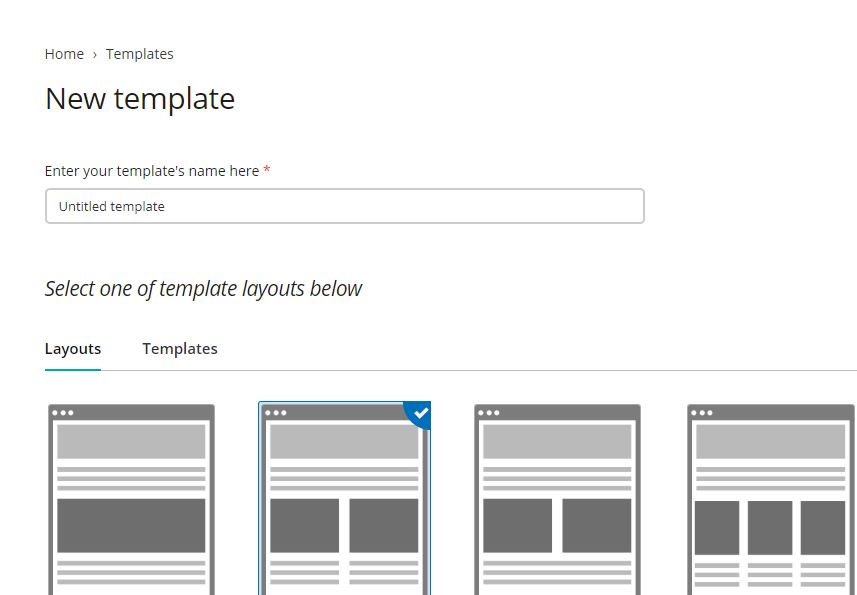 Home › Templates
New template
Enter your template's name here *
Untitled template
Select one of template layouts below
Layouts Templates